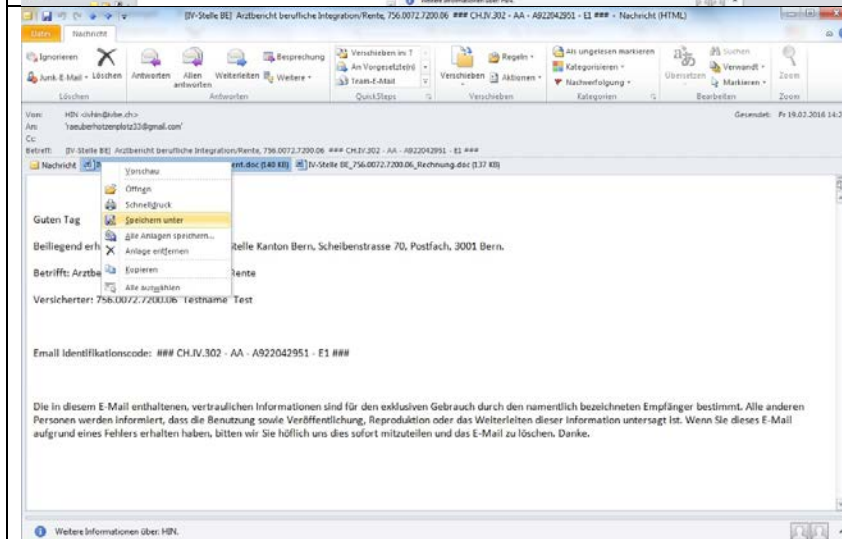 Weitere Informationen über: HIN.
[IV-Stelle BE] Arztbericht berufliche Integration/Rente, 756.0072.7200.06 ### CH.IV.302 - AA - A922042951 - E1 ### - Nachricht (HTML)
Datei Nachricht
Ignorieren
Junk-E-Mail
Löschen
Antworten
Allen antworten
Weiterleiten
Besprechung
Weitere
Verschieben in: ?
An Vorgesetzte(n)
Team-E-Mail
Verschieben
Regeln
Aktionen
Als ungelesen markieren
Kategorisieren
Nachverfolgung
Übersetzen
Suchen
Verwandt
Markieren
Zoom
Löschen Antworten QuickSteps Verschieben Kategorien Bearbeiten Zoom
Von: HIN <ivhin@ivbe.ch> Gesendet: Fr 19.02.2016 14:2
An: 'raeuberhotzenplotz33@gmail.com'
Cc:
Betreff: [IV-Stelle BE] Arztbericht berufliche Integration/Rente, 756.0072.7200.06 ### CH.IV.302 - AA - A922042951 - E1 ###
Nachricht ent.doc (140 KB) IV-Stelle BE_756.0072.7200.06_Rechnung.doc (137 KB)
Vorschau
Öffnen
Schnelldruck
Speichern unter
Alle Anlagen speichern...
Anlage entfernen
Kopieren
Alle auswählen
Guten Tag
Beiliegend erh telle Kanton Bern, Scheibenstrasse 70, Postfach, 3001 Bern.
Betrifft: Arztbe Rente
Versicherter: 756.0072.7200.06 Testname Test
Email Identifikationscode: ### CH.IV.302 - AA - A922042951 - E1 ###
Die in diesem E-Mail enthaltenen, vertraulichen Informationen sind für den exklusiven Gebrauch durch den namentlich bezeichneten Empfänger bestimmt. Alle anderen
Personen werden informiert, dass die Benutzung sowie Veröffentlichung, Reproduktion oder das Weiterleiten dieser Information untersagt ist. Wenn Sie dieses E-Mail
aufgrund eines Fehlers erhalten haben, bitten wir Sie höflich uns dies sofort mitzuteilen und das E-Mail zu löschen. Danke.
Weitere Informationen über: HIN.